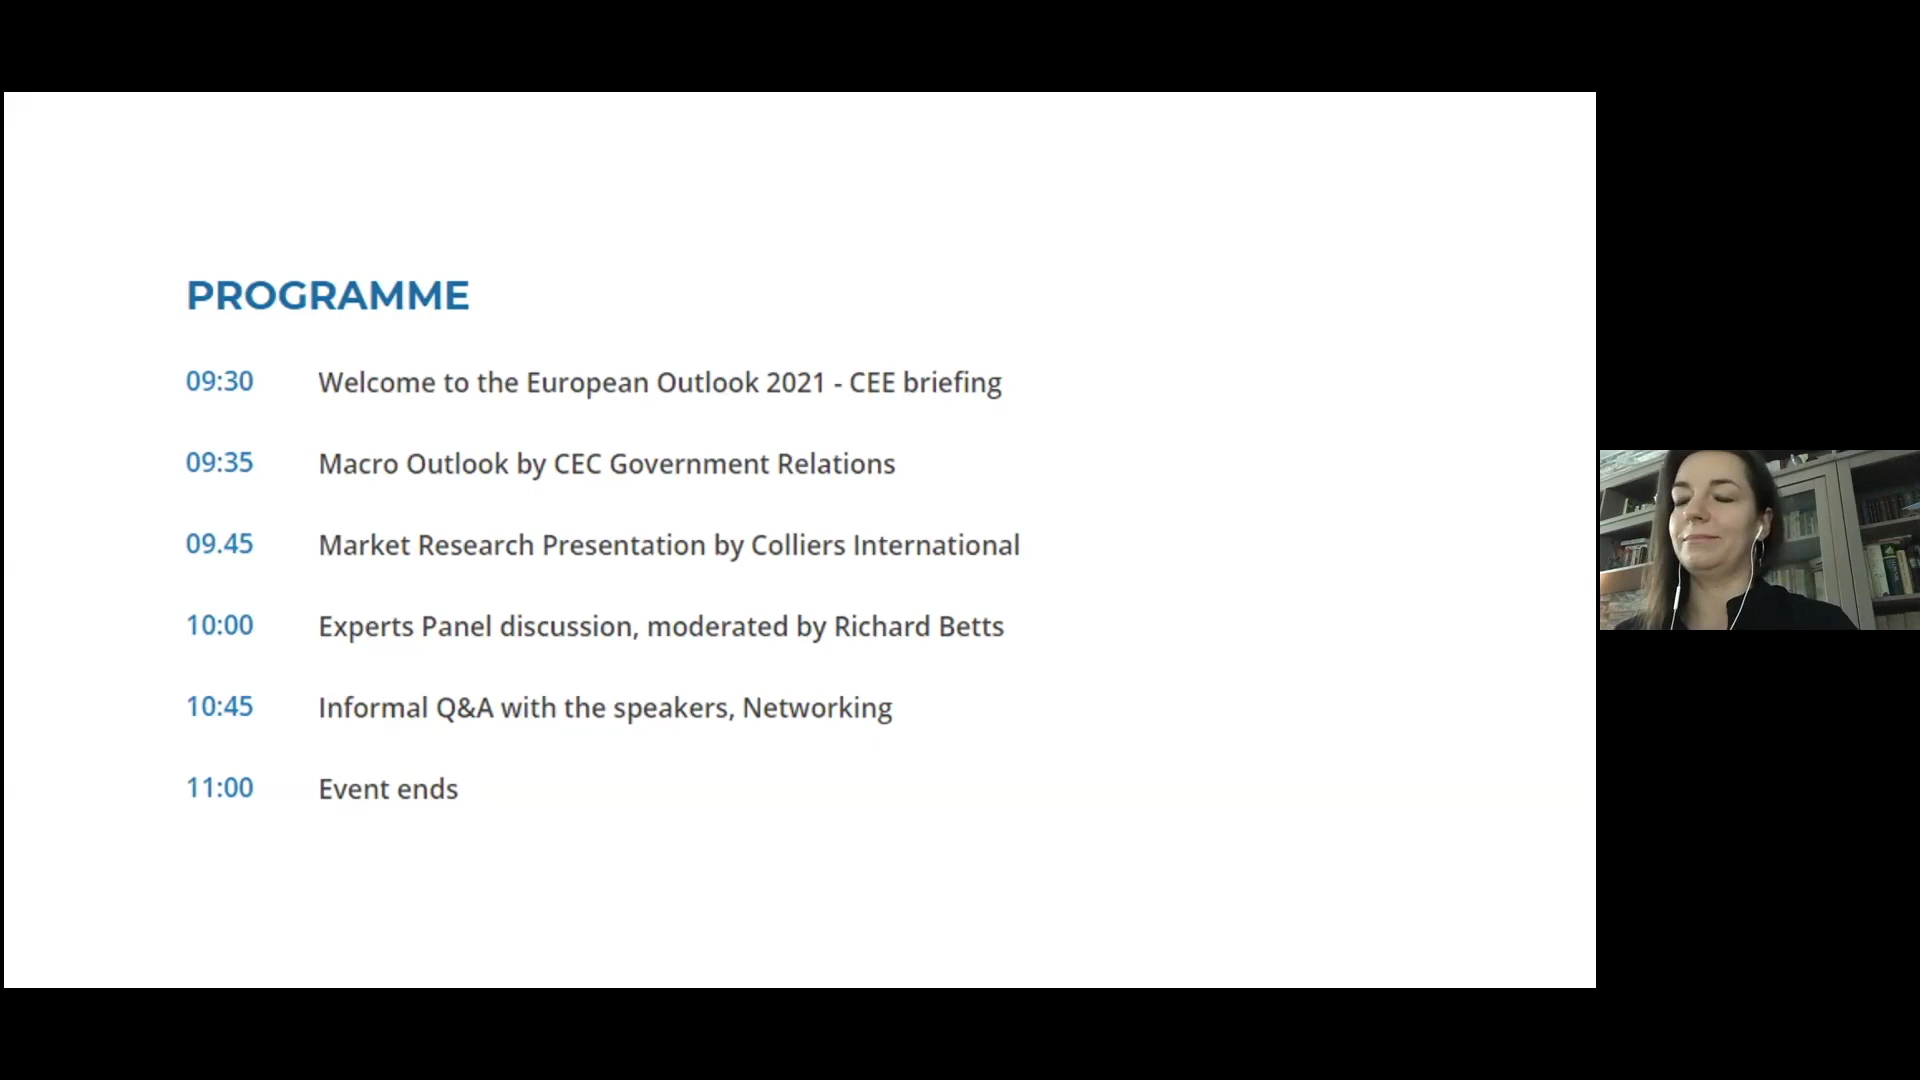 PROGRAMME
09:30 Welcome to the European Outlook 2021 - CEE briefing
09:35 Macro Outlook by CEC Government Relations
09.45 Market Research Presentation by Colliers International
10:00 Experts Panel discussion, moderated by Richard Betts
10:45 Informal Q&A with the speakers, Networking
11:00 Event ends